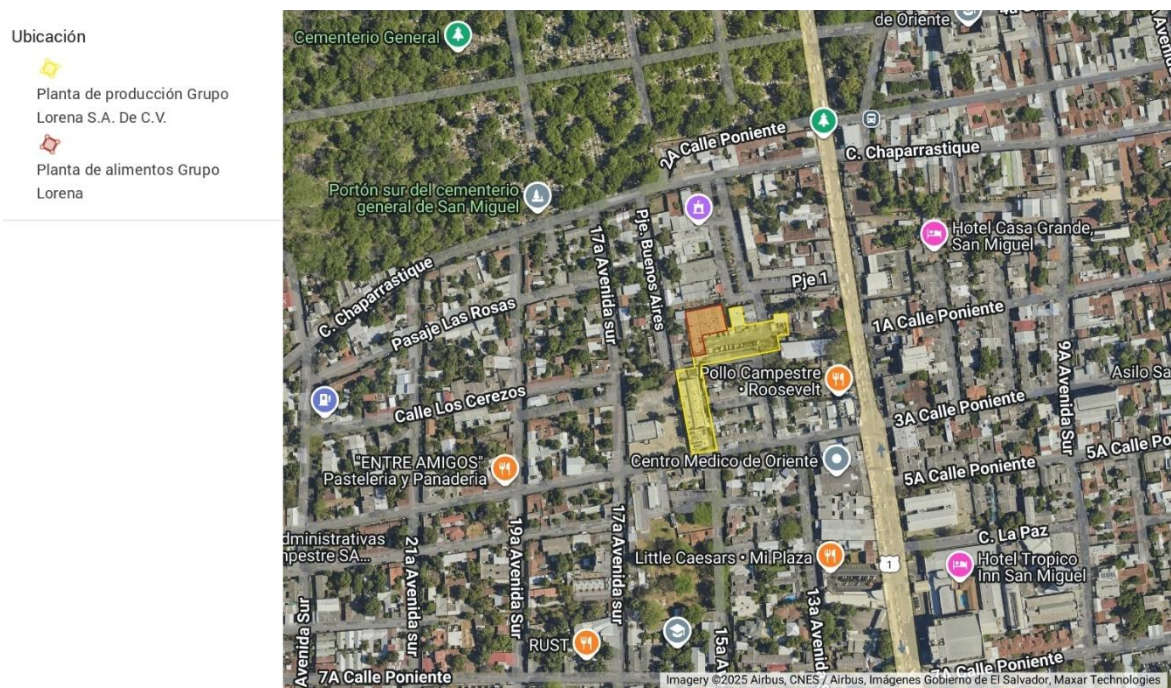 Ubicación
Planta de producción Grupo
Lorena S.A. De C.V.
Planta de alimentos Grupo
Lorena
de Oriente
Cementerio General
2A Calle Poniente
C. Chaparrastique
Portón sur del cementerio
general de San Miguel
Hotel Casa Grande,
San Miguel
17a Avenida sur
Pje. Buenos Aires
Pje 1
C. Chaparrastique
Pasaje Las Rosas
1A Calle Poniente
9A Avenida Sur
Pollo Campestre
• Roosevelt
Asilo Sa
Calle Los Cerezos
3A Calle Poniente
5A Calle Poniente
5A Calle Poni
"ENTRE AMIGOS"
Pastelería y Panadería
Centro Medico de Oriente
dministrativas
npestre SA...
21a Avenida sur
19a Avenida Sur
17a Avenida sur
C. La Paz
Little Caesars • Mi Plaza
1
Hotel Tropico
Inn San Miguel
13a Avenid
15a A
Avenida Sur
RUST
7A Calle Poniente
7A Calle Poniente
Imagery ©2025 Airbus, CNES / Airbus, Imágenes Gobierno de El Salvador, Maxar Technologies